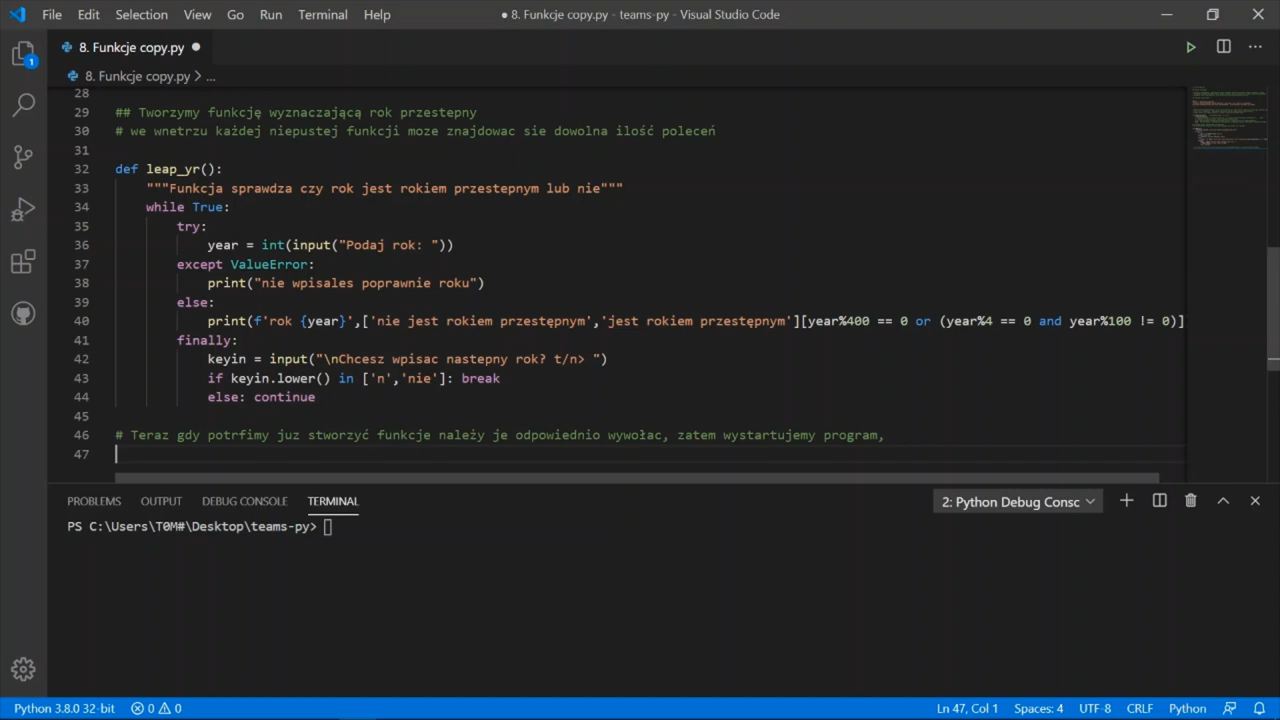 File Edit Selection View Go Run Terminal Help
● 8. Funkcje copy.py - teams-py - Visual Studio Code
8. Funkcje copy.py ●
8. Funkcje copy.py > ...
28
29 ## Tworzymy funkcję wyznaczającą rok przestepny
30 # we wnetrzu każdej niepustej funkcji moze znajdowac sie dowolna ilość poleceń
31
32 def leap_yr():
33 """Funkcja sprawdza czy rok jest rokiem przestepnym lub nie"""
34 while True:
35 try:
36 year = int(input("Podaj rok: "))
37 except ValueError:
38 print("nie wpisales poprawnie roku")
39 else:
40 print(f'rok {year}',['nie jest rokiem przestępnym','jest rokiem przestępnym'][year%400 == 0 or (year%4 == 0 and year%100 != 0)]
41 finally:
42 keyin = input("\nChcesz wpisac nastepny rok? t/n> ")
43 if keyin.lower() in ['n','nie']: break
44 else: continue
45
46 # Teraz gdy potrfimy juz stworzyć funkcje należy je odpowiednio wywołac, zatem wystartujemy program,
47
PROBLEMS OUTPUT DEBUG CONSOLE TERMINAL
2: Python Debug Consc
PS C:\Users\T0M#\Desktop\teams-py>
1
Python 3.8.0 32-bit 0 0
Ln 47, Col 1 Spaces: 4 UTF-8 CRLF Python